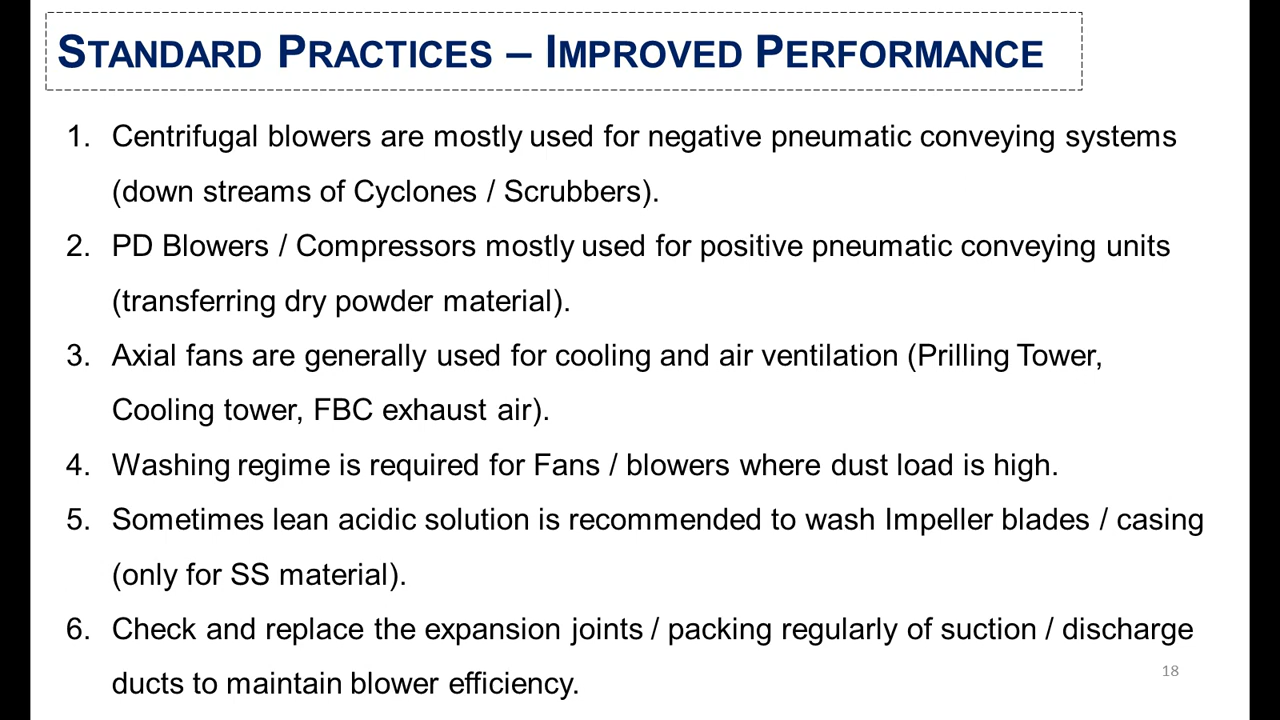 STANDARD PRACTICES – IMPROVED PERFORMANCE
1. Centrifugal blowers are mostly used for negative pneumatic conveying systems
(down streams of Cyclones / Scrubbers).
2. PD Blowers / Compressors mostly used for positive pneumatic conveying units
(transferring dry powder material).
3. Axial fans are generally used for cooling and air ventilation (Prilling Tower,
Cooling tower, FBC exhaust air).
4. Washing regime is required for Fans / blowers where dust load is high.
5. Sometimes lean acidic solution is recommended to wash Impeller blades / casing
(only for SS material).
6. Check and replace the expansion joints / packing regularly of suction / discharge
ducts to maintain blower efficiency.
18